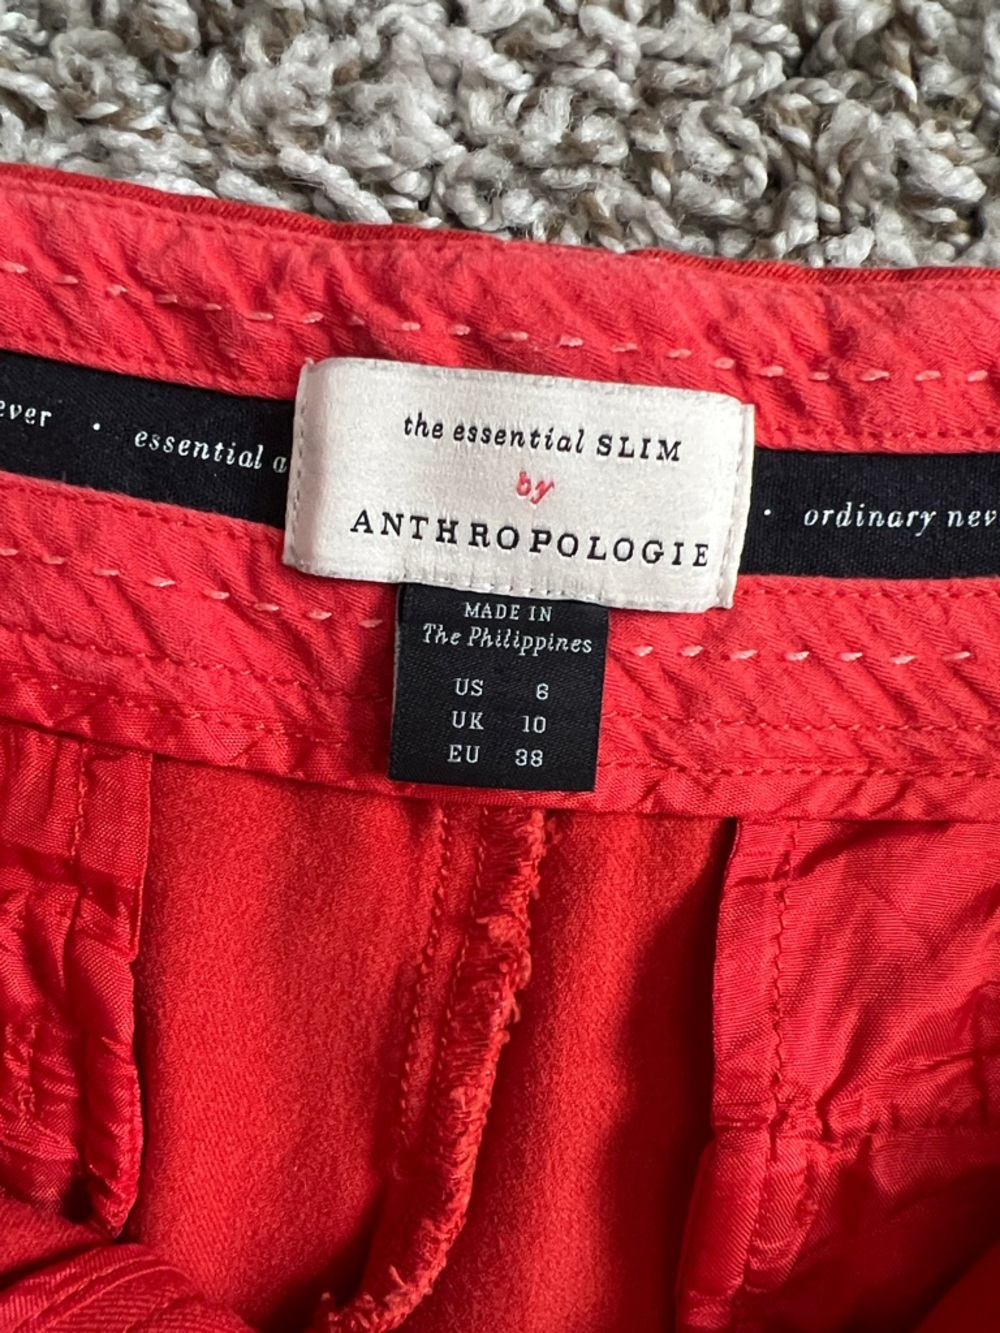 ever • essential a
the essential SLIM
by
ANTHROPOLOGIE
• ordinary nev
MADE IN
The Philippines
US 6
UK 10
EU 38